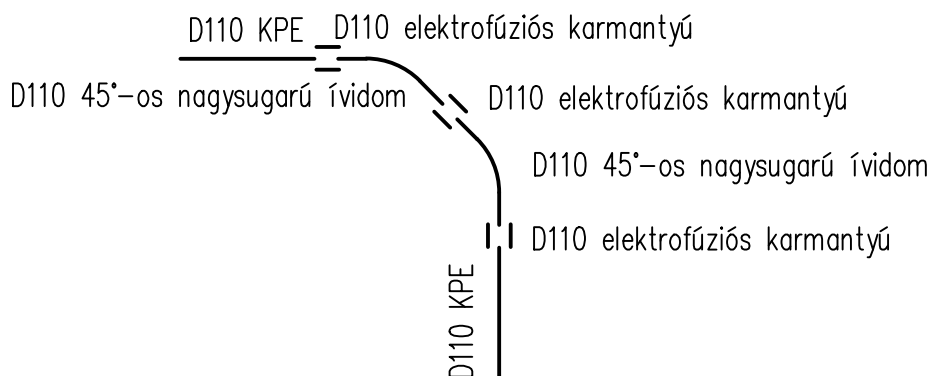 D110 KPE
D110 elektrofúziós karmantyú
D110 45°-os nagysugarú ívidom
D110 elektrofúziós karmantyú
D110 45°-os nagysugarú ívidom
D110 elektrofúziós karmantyú
D110 KPE